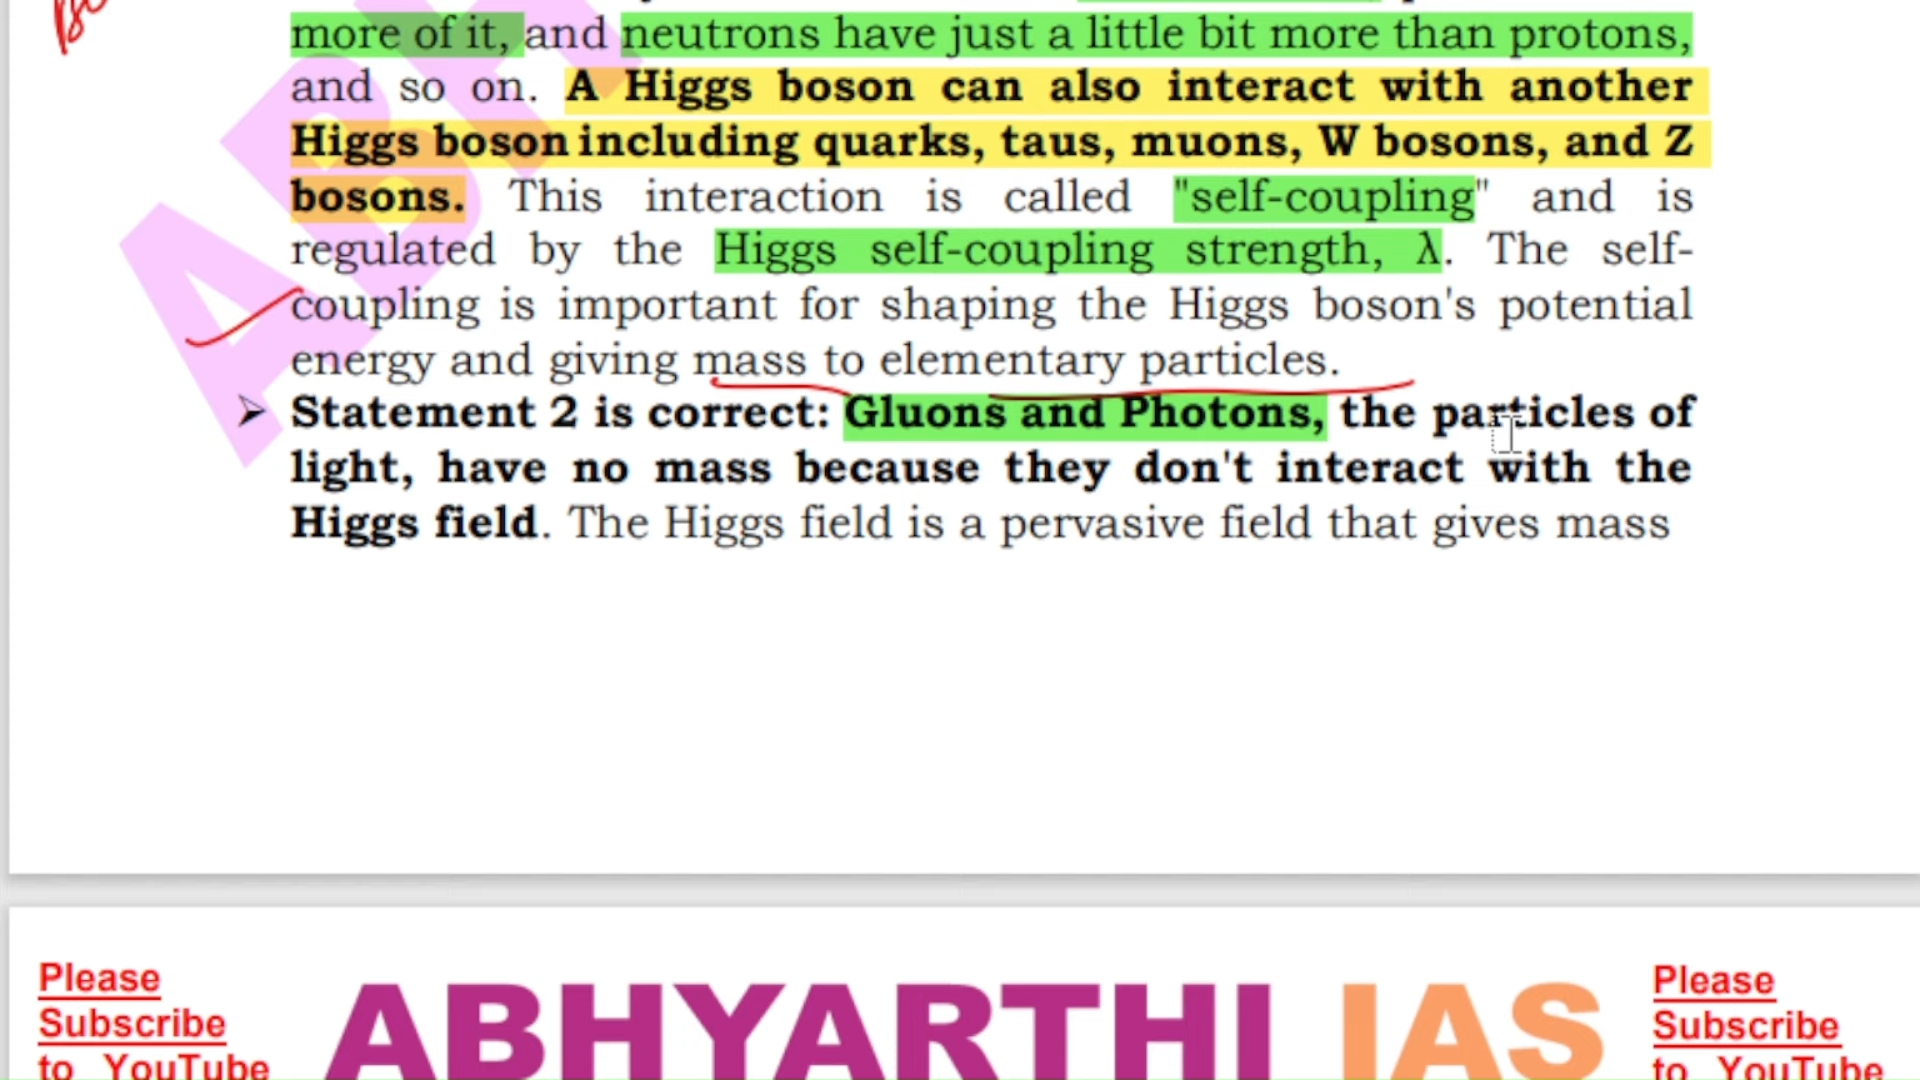 more of it, and neutrons have just a little bit more than protons,
and so on. A Higgs boson can also interact with another
Higgs boson including quarks, taus, muons, W bosons, and Z
bosons. This interaction is called "self-coupling" and is
regulated by the Higgs self-coupling strength, λ. The self-
coupling is important for shaping the Higgs boson's potential
energy and giving mass to elementary particles.
➤ Statement 2 is correct: Gluons and Photons, the particles of
light, have no mass because they don't interact with the
Higgs field. The Higgs field is a pervasive field that gives mass
Please
Subscribe
to YouTube
ABHYARTHI IAS
Please
Subscribe
to YouTube